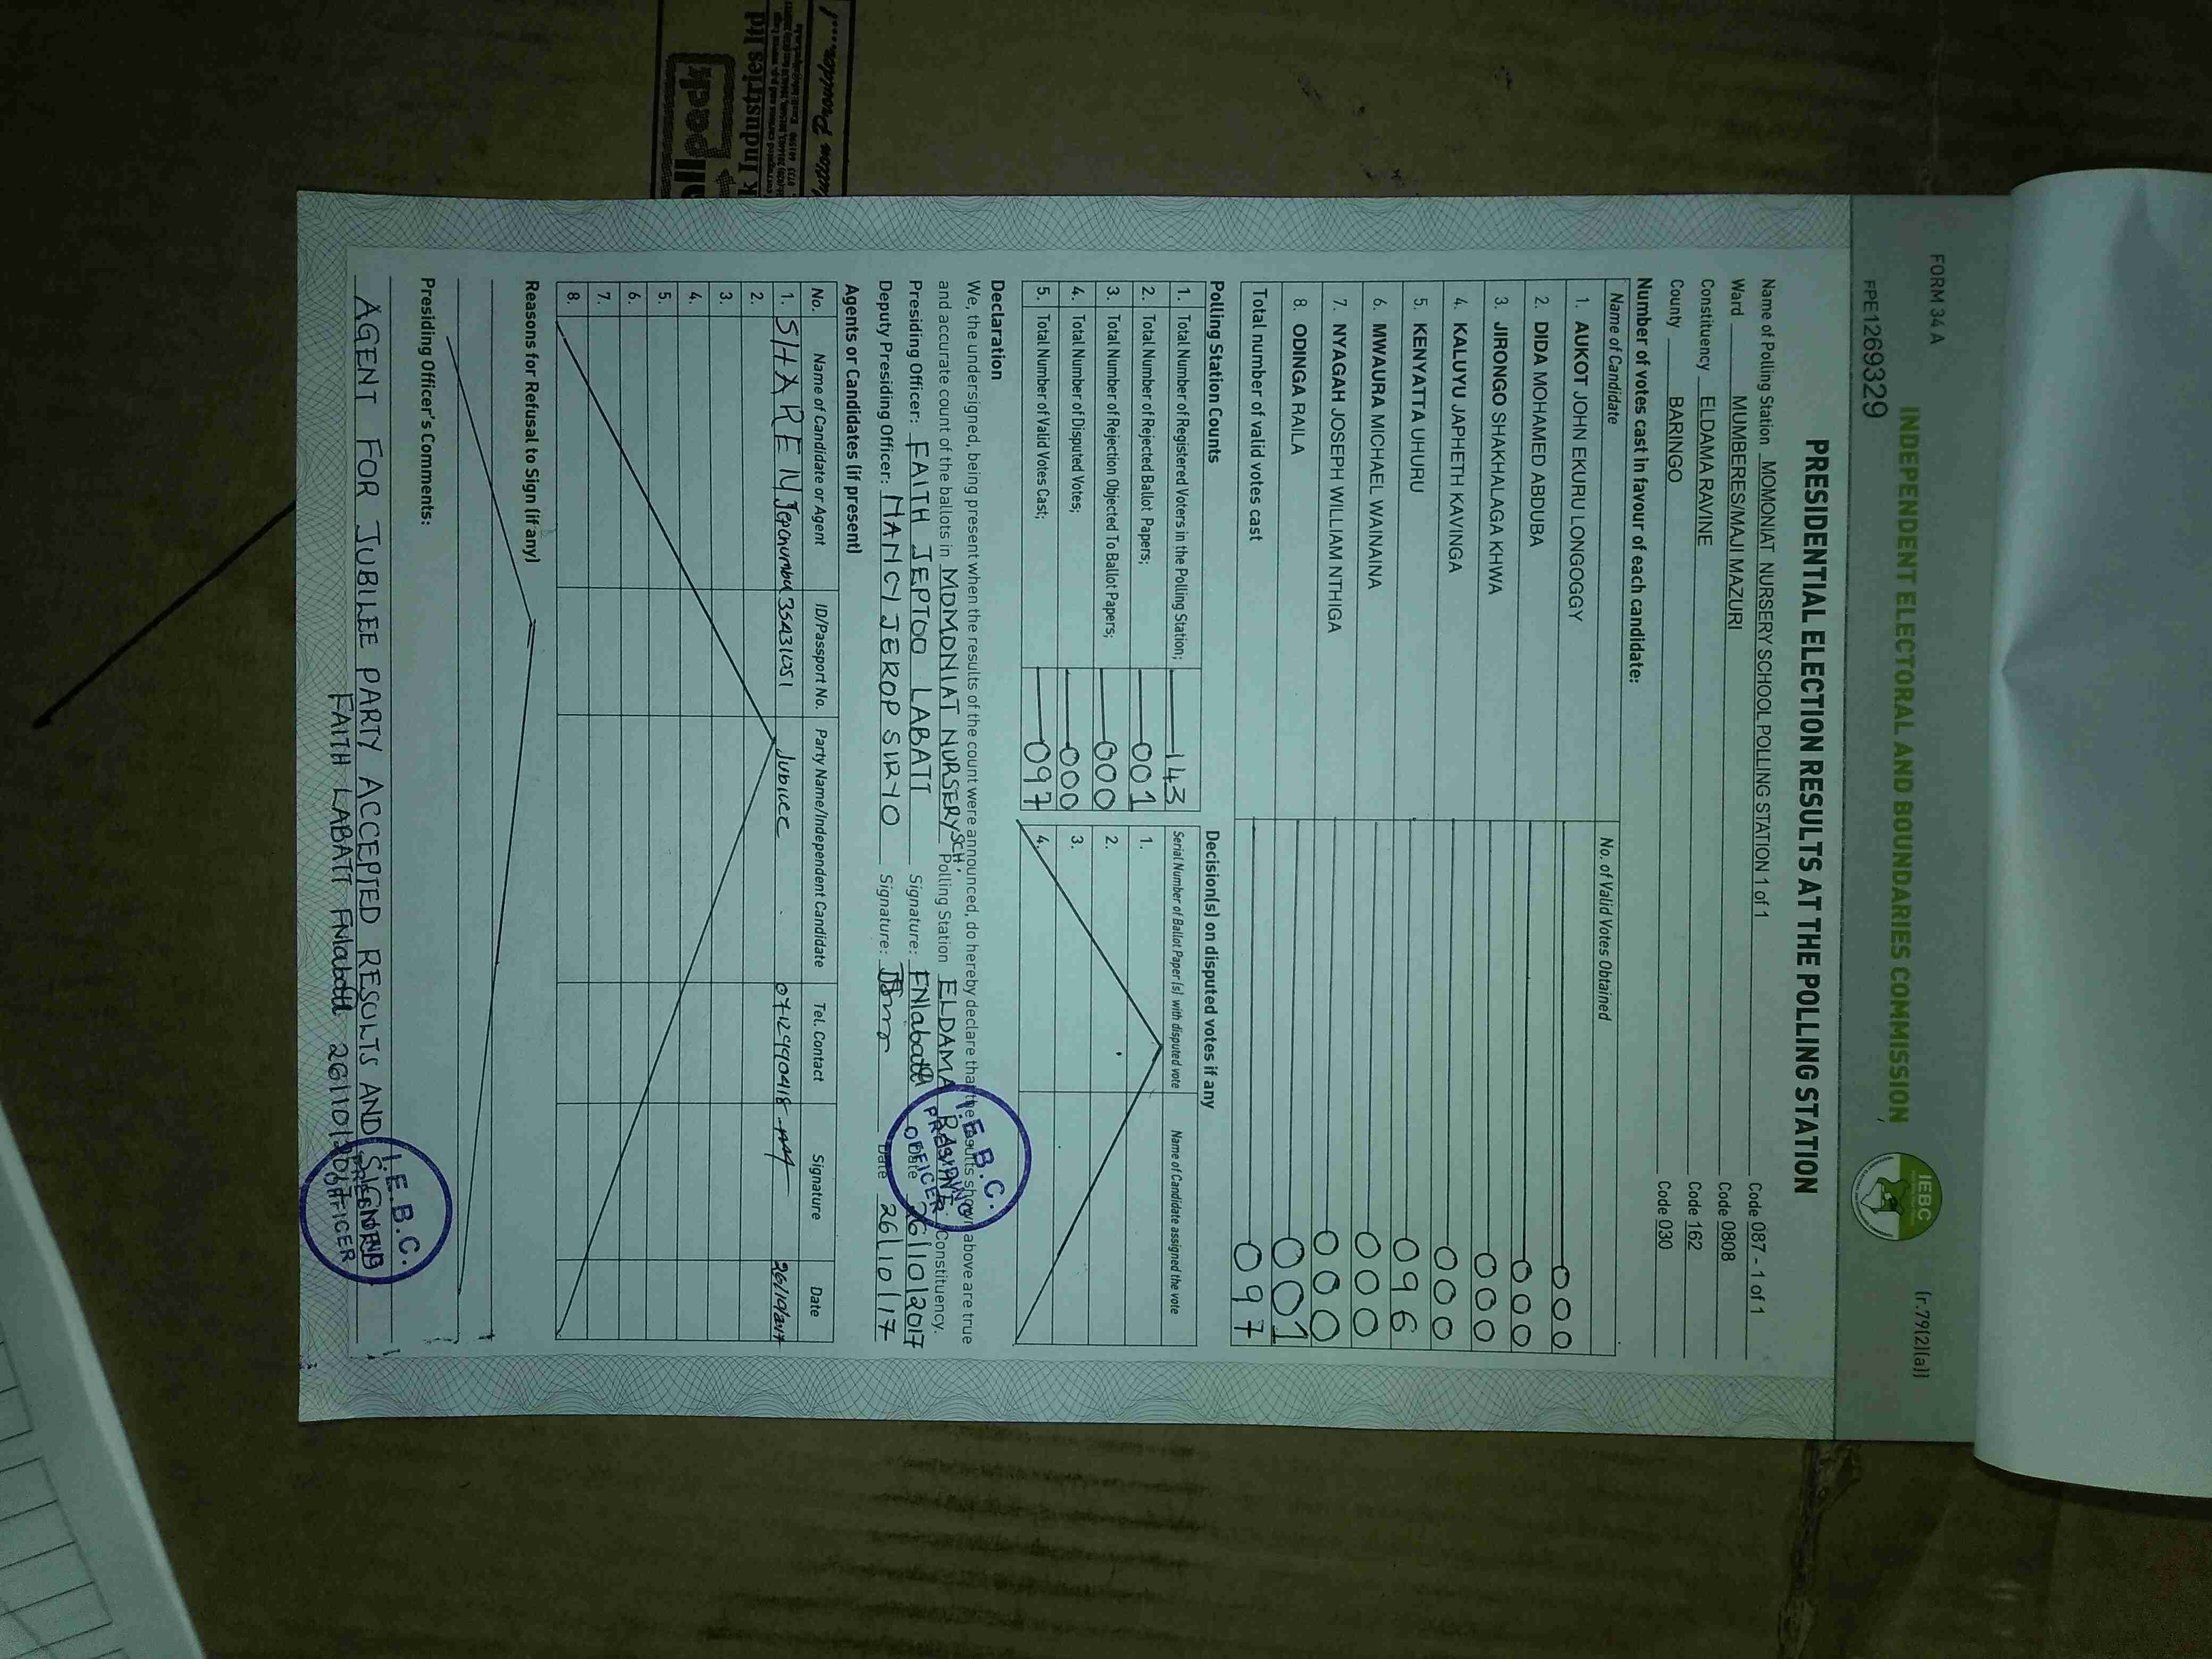 FORM 34 A
(r.79(2)(a))
INDEPENDENT ELECTORAL AND BOUNDARIES COMMISSION
IEBC
PE1269329
PRESIDENTIAL ELECTION RESULTS AT THE POLLING STATION
Name of Polling Station MOMONIAT NURSERY SCHOOL POLLING STATION 1 of 1 Code 087 - 1 of 1
Ward MUMBERES/MAJI MAZURI Code 0808
Constituency ELDAMA RAVINE Code 162
County BARINGO Code 030
Number of votes cast in favour of each candidate:
Name of Candidate No. of Valid Votes Obtained
1. AUKOT JOHN EKURU LONGOGGY 000
2. DIDA MOHAMED ABDUBA 000
3. JIRONGO SHAKHALAGA KHWA 000
4. KALUYU JAPHETH KAVINGA 000
5. KENYATTA UHURU 096
6. MWAURA MICHAEL WAINAINA 000
7. NYAGAH JOSEPH WILLIAM NTHIGA 000
8. ODINGA RAILA 001
Total number of valid votes cast 097
Polling Station Counts
1. Total Number of Registered Voters in the Polling Station; 143
2. Total Number of Rejected Ballot Papers; 001
3. Total Number of Rejection Objected To Ballot Papers; 000
4. Total Number of Disputed Votes; 000
5. Total Number of Valid Votes Cast; 097
Decision(s) on disputed votes if any
Serial Number of Ballot Paper (s) with disputed vote Name of Candidate assigned the vote
1.
2.
3.
4.
Declaration
We, the undersigned, being present when the results of the count were announced, do hereby declare that the results shown above are true
and accurate count of the ballots in MOMONIAT NURSERY SCH. Polling Station ELDAMA RAVINE Constituency.
Presiding Officer: FAITH JEPTOO LABATT Signature: FNlabatt Date 26/10/2017
Deputy Presiding Officer: NANCY JEROP Signature: Date 26/10/17
I.E.B.C.
PRESIDING
OFFICER
Agents or Candidates (if present)
No. Name of Candidate or Agent ID/Passport No. Party Name/Independent Candidate Tel. Contact Signature Date
1. Jubilee 26/10/2017
2.
3.
4.
5.
6.
7.
8.
Reasons for Refusal to Sign (if any)
Presiding Officer's Comments:
AGENT FOR JUBILEE PARTY ACCEPTED RESULTS AND SIGNED
FAITH LABATT FNlabatt 26/10/2017
I.E.B.C.
PRESIDING
OFFICER